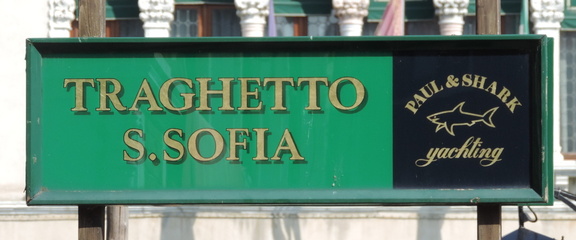 TRAGHETTO
S.SOFIA
PAUL & SHARK
yachting